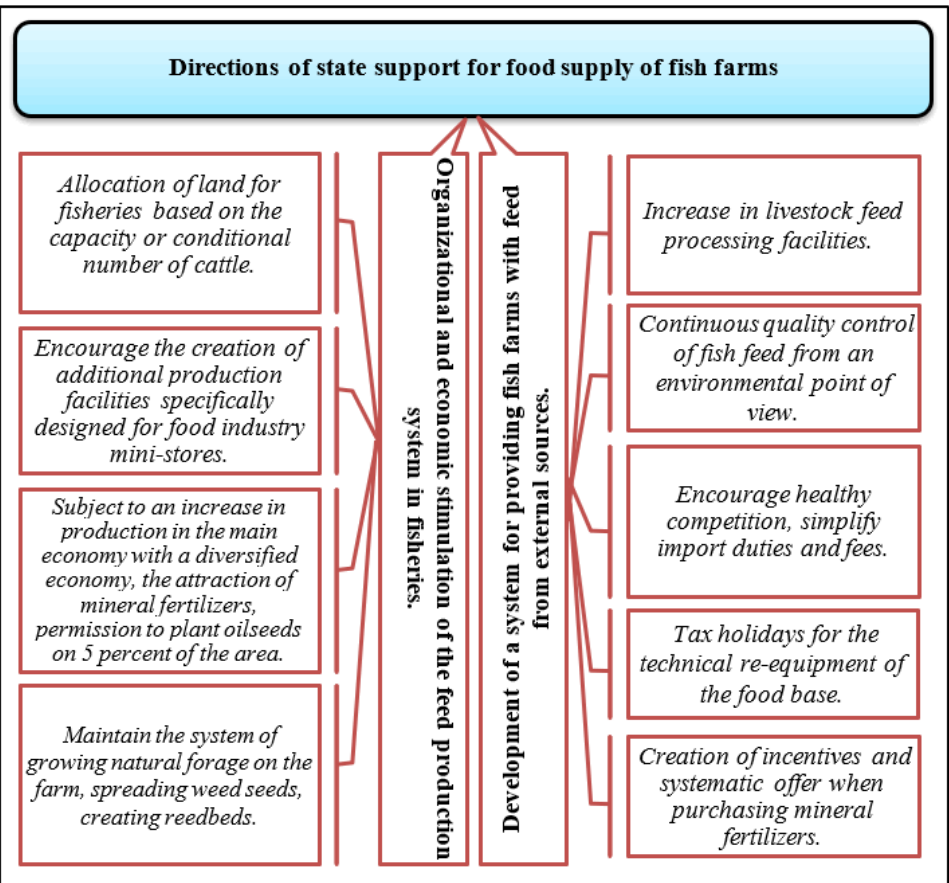 Directions of state support for food supply of fish farms
Allocation of land for
fisheries based on the
capacity or conditional
number of cattle.
Encourage the creation of
additional production
facilities specifically
designed for food industry
mini-stores.
Subject to an increase in
production in the main
economy with a diversified
economy, the attraction of
mineral fertilizers,
permission to plant oilseeds
on 5 percent of the area.
Maintain the system of
growing natural forage on the
farm, spreading weed seeds,
creating reedbeds.
Organizational and economic stimulation of the feed production
system in fisheries.
Development of a system for providing fish farms with feed
from external sources.
Increase in livestock feed
processing facilities.
Continuous quality control
of fish feed from an
environmental point of
view.
Encourage healthy
competition, simplify
import duties and fees.
Tax holidays for the
technical re-equipment of
the food base.
Creation of incentives and
systematic offer when
purchasing mineral
fertilizers.